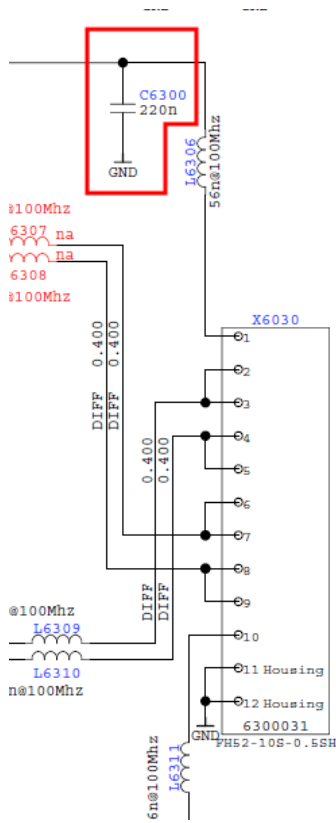 C6300
220n
GND
L6306
56n@100Mhz
@100Mhz
6307 na
na
6308
@100Mhz
X6030
1
2
3
4
5
6
7
8
9
10
11 Housing
12 Housing
DIFF 0.400
DIFF 0.400
DIFF 0.400
DIFF 0.400
@100Mhz
L6309
L6310
n@100Mhz
GND
6300031
FH52-10S-0.5SH
L6311
6n@100Mhz